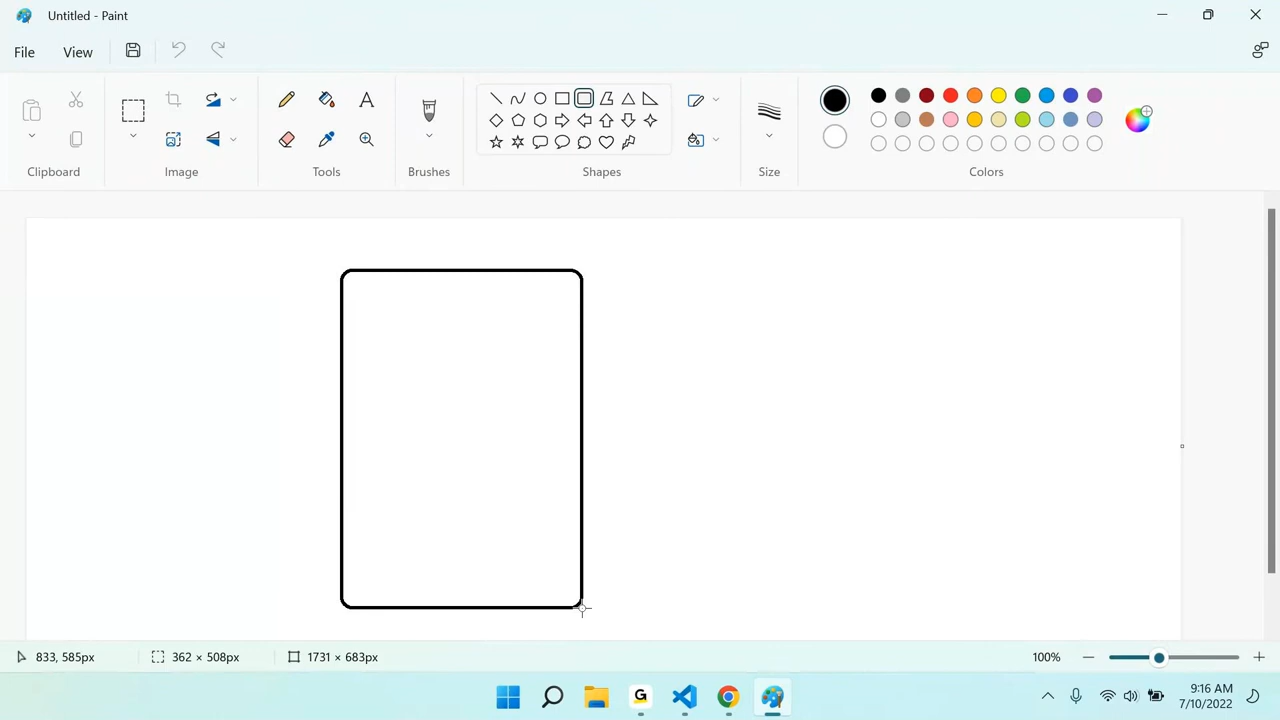 Untitled - Paint
File View
Clipboard
Image
Tools
Brushes
Shapes
Size
Colors
833, 585px
362 × 508px
1731 × 683px
100%
9:16 AM
7/10/2022